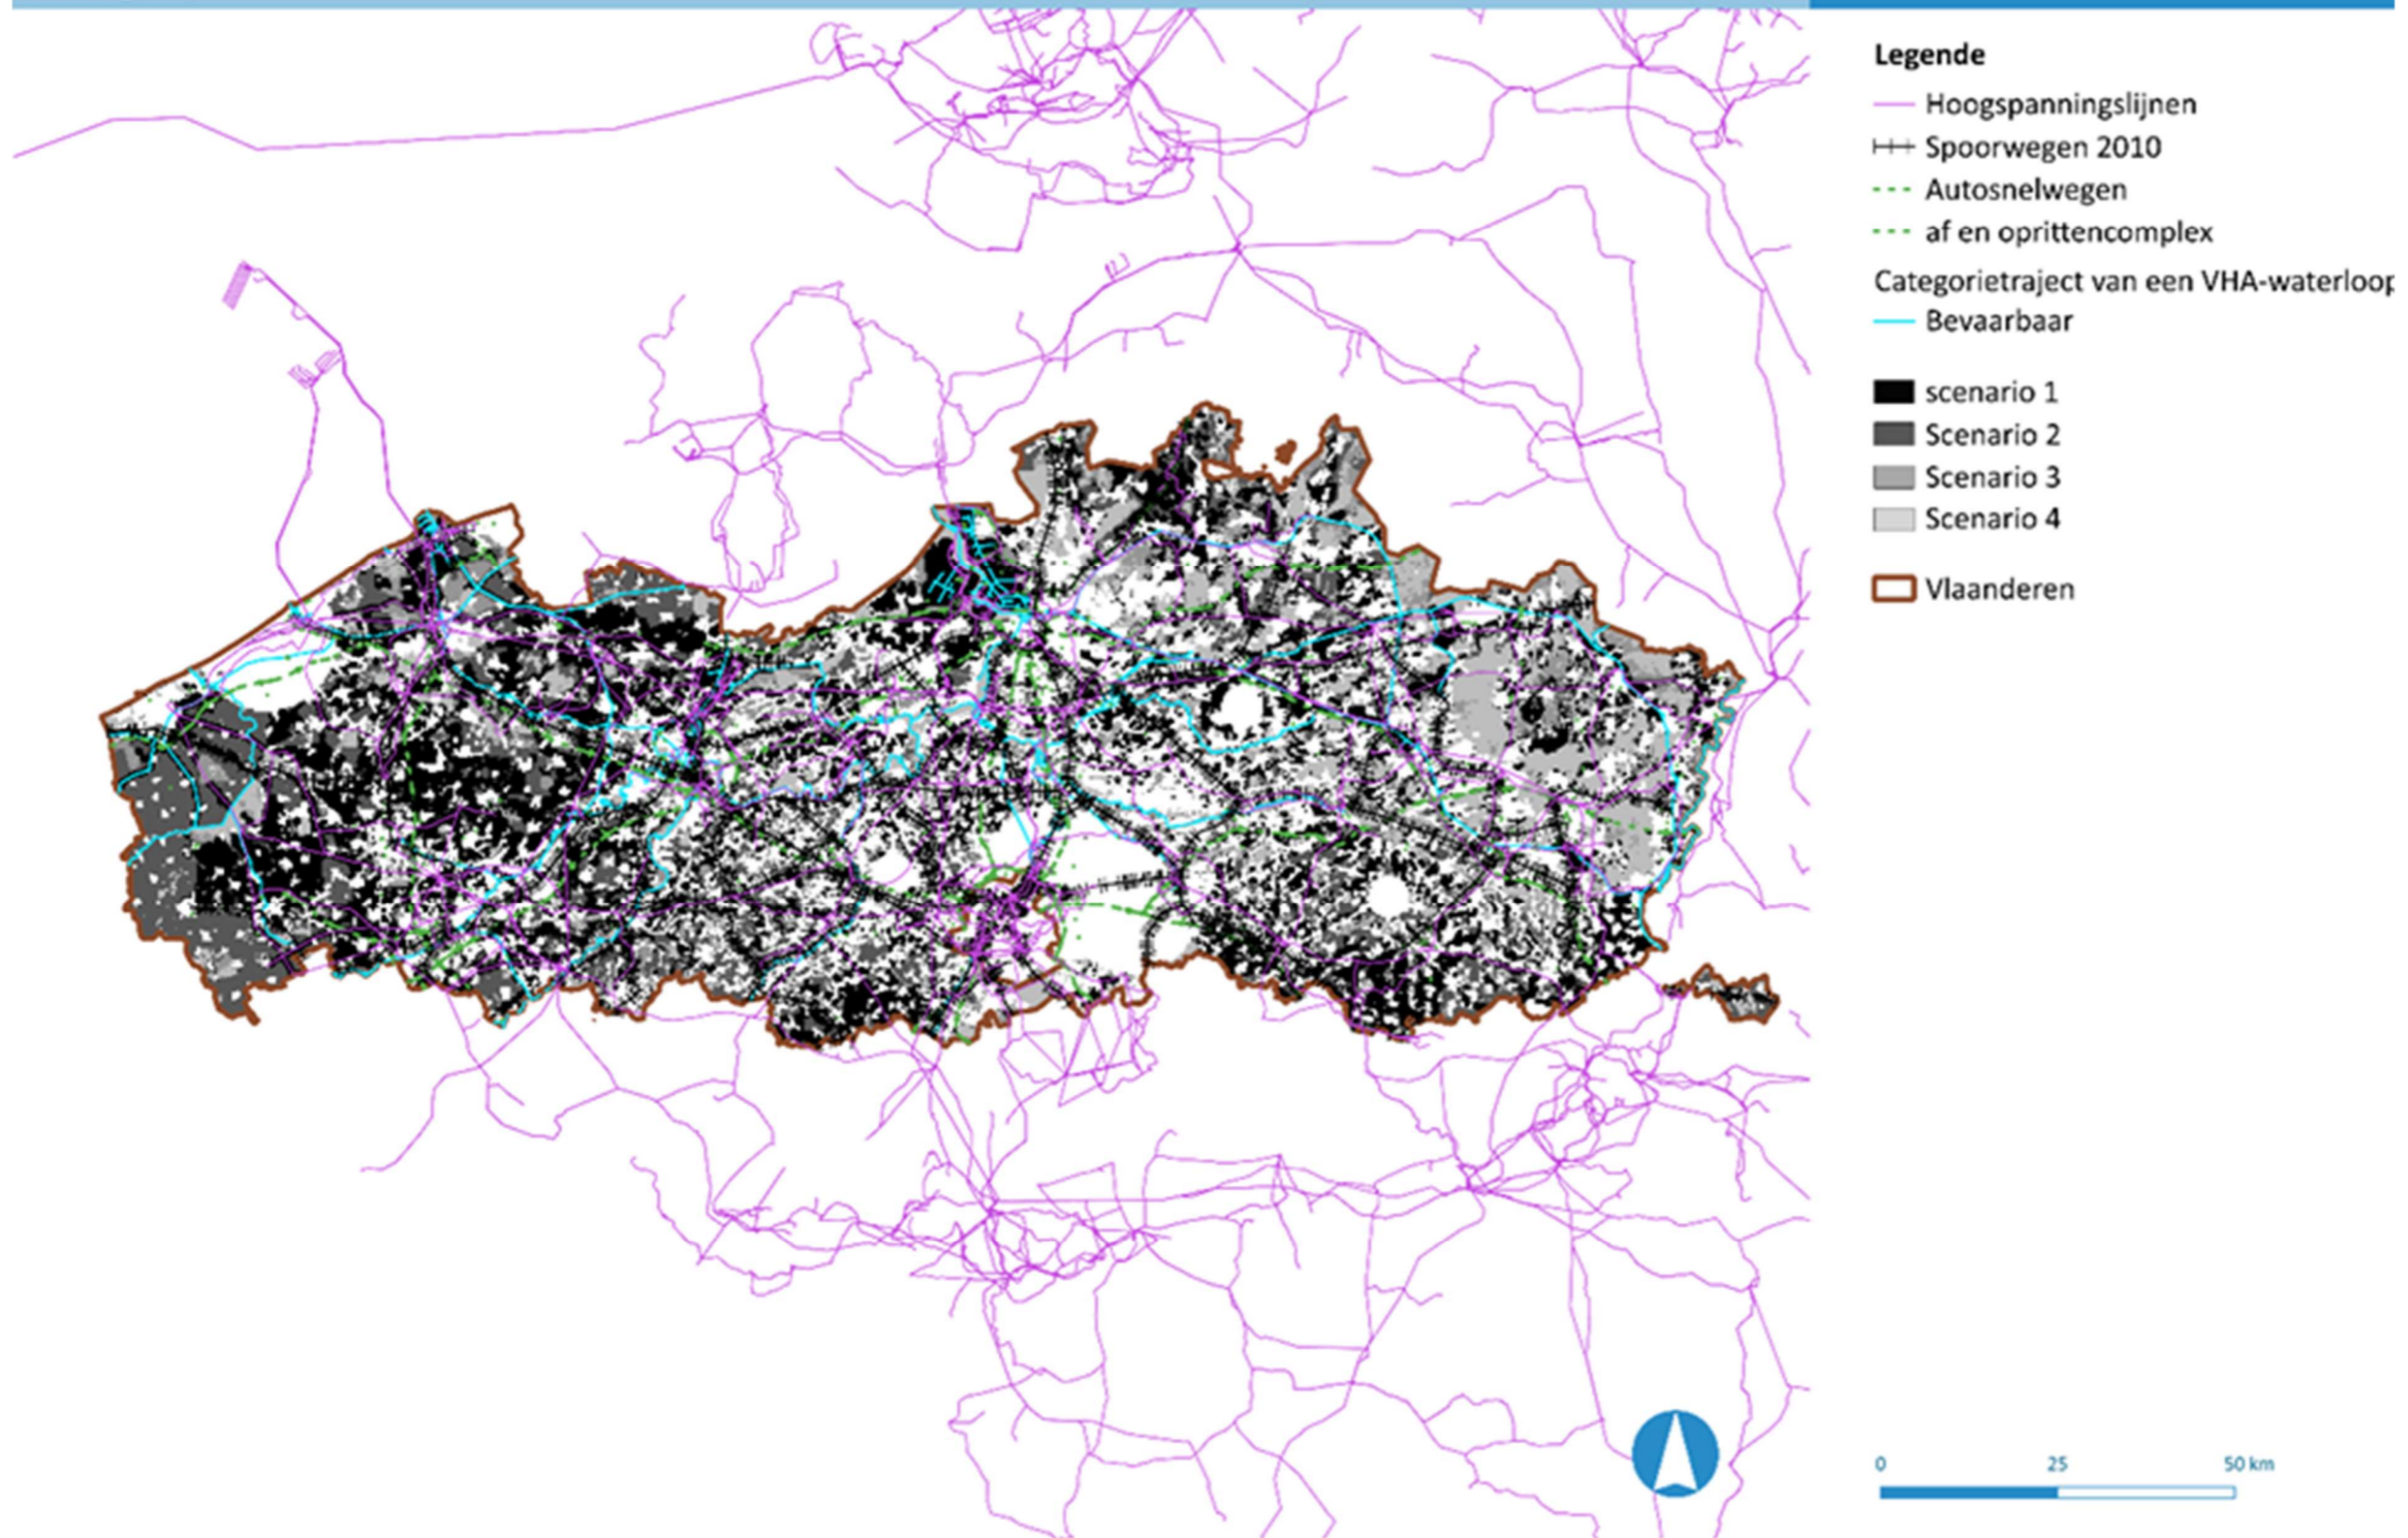 Legende
Hoogspanningslijnen
Spoorwegen 2010
Autosnelwegen
af en oprittencomplex
Categorietraject van een VHA-waterloop
Bevaarbaar
scenario 1
Scenario 2
Scenario 3
Scenario 4
Vlaanderen
0 25 50 km